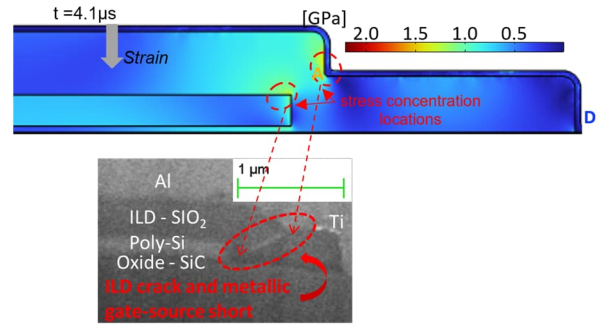 t =4.1µs
[GPa]
2.0 1.5 1.0 0.5
Strain
A
stress concentration
locations
D
1 µm
Al
ILD - SIO2
Ti
Poly-Si
Oxide - SiC
ILD crack and metallic
gate-source short